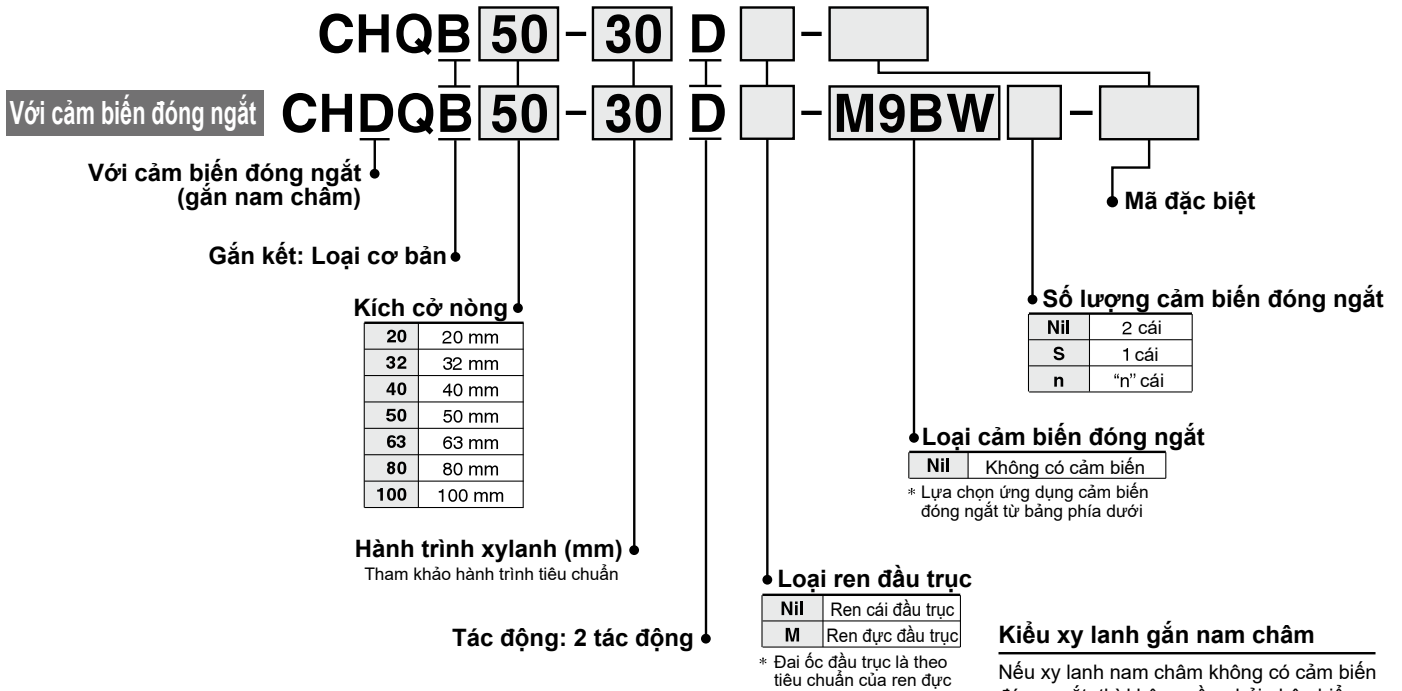 CHQB 50 - 30 D -
Với cảm biến đóng ngắt CHDQB 50 - 30 D - M9BW -
Với cảm biến đóng ngắt
(gắn nam châm)
Mã đặc biệt
Gắn kết: Loại cơ bản
Kích cở nòng
20 20 mm
32 32 mm
40 40 mm
50 50 mm
63 63 mm
80 80 mm
100 100 mm
Số lượng cảm biến đóng ngắt
Nil 2 cái
S 1 cái
n “n” cái
Loại cảm biến đóng ngắt
Nil Không có cảm biến
* Lựa chọn ứng dụng cảm biến
đóng ngắt từ bảng phía dưới
Hành trình xylanh (mm)
Tham khảo hành trình tiêu chuẩn
Loại ren đầu trục
Nil Ren cái đầu trục
M Ren đực đầu trục
* Đai ốc đầu trục là theo
tiêu chuẩn của ren đực
Tác động: 2 tác động
Kiểu xy lanh gắn nam châm
Nếu xy lanh nam châm không có cảm biến